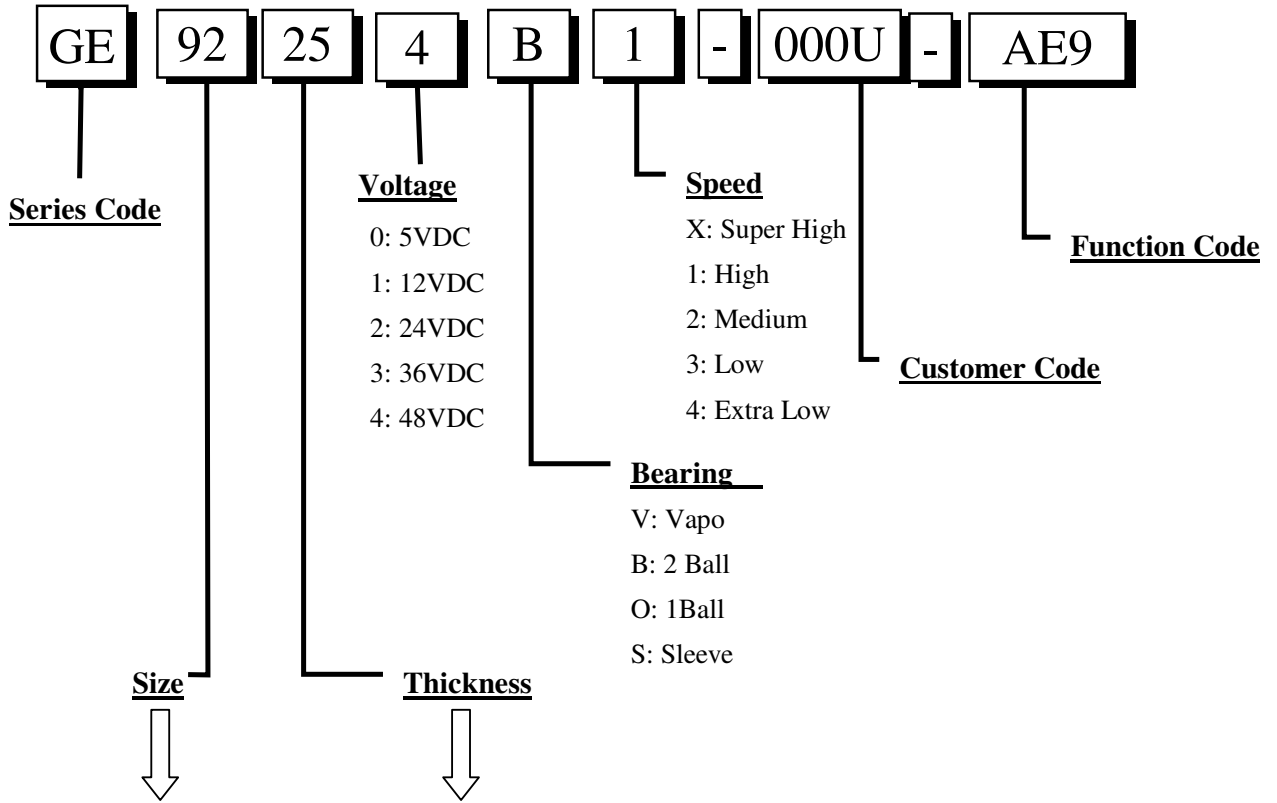 GE 92 25 4 B 1 - 000U - AE9
Series Code
Voltage
0: 5VDC
1: 12VDC
2: 24VDC
3: 36VDC
4: 48VDC
Speed
X: Super High
1: High
2: Medium
3: Low
4: Extra Low
Function Code
Customer Code
Bearing
V: Vapo
B: 2 Ball
O: 1Ball
S: Sleeve
Size
Thickness